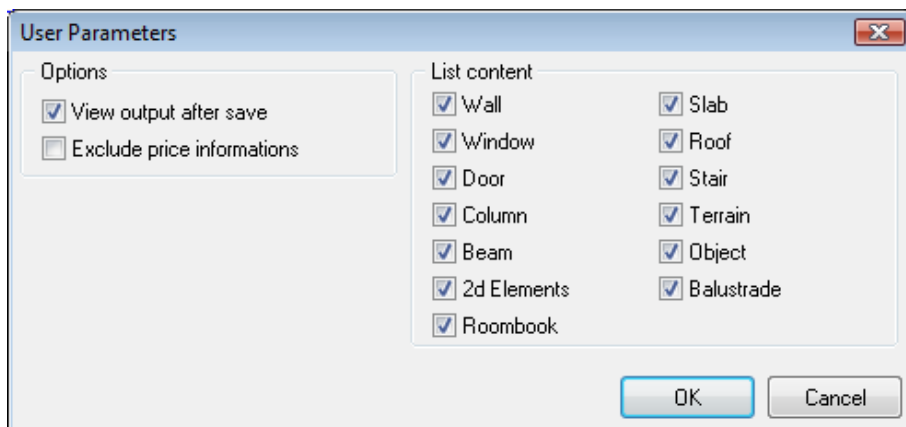 User Parameters
Options
View output after save
Exclude price informations
List content
Wall
Window
Door
Column
Beam
2d Elements
Roombook
Slab
Roof
Stair
Terrain
Object
Balustrade
OK
Cancel